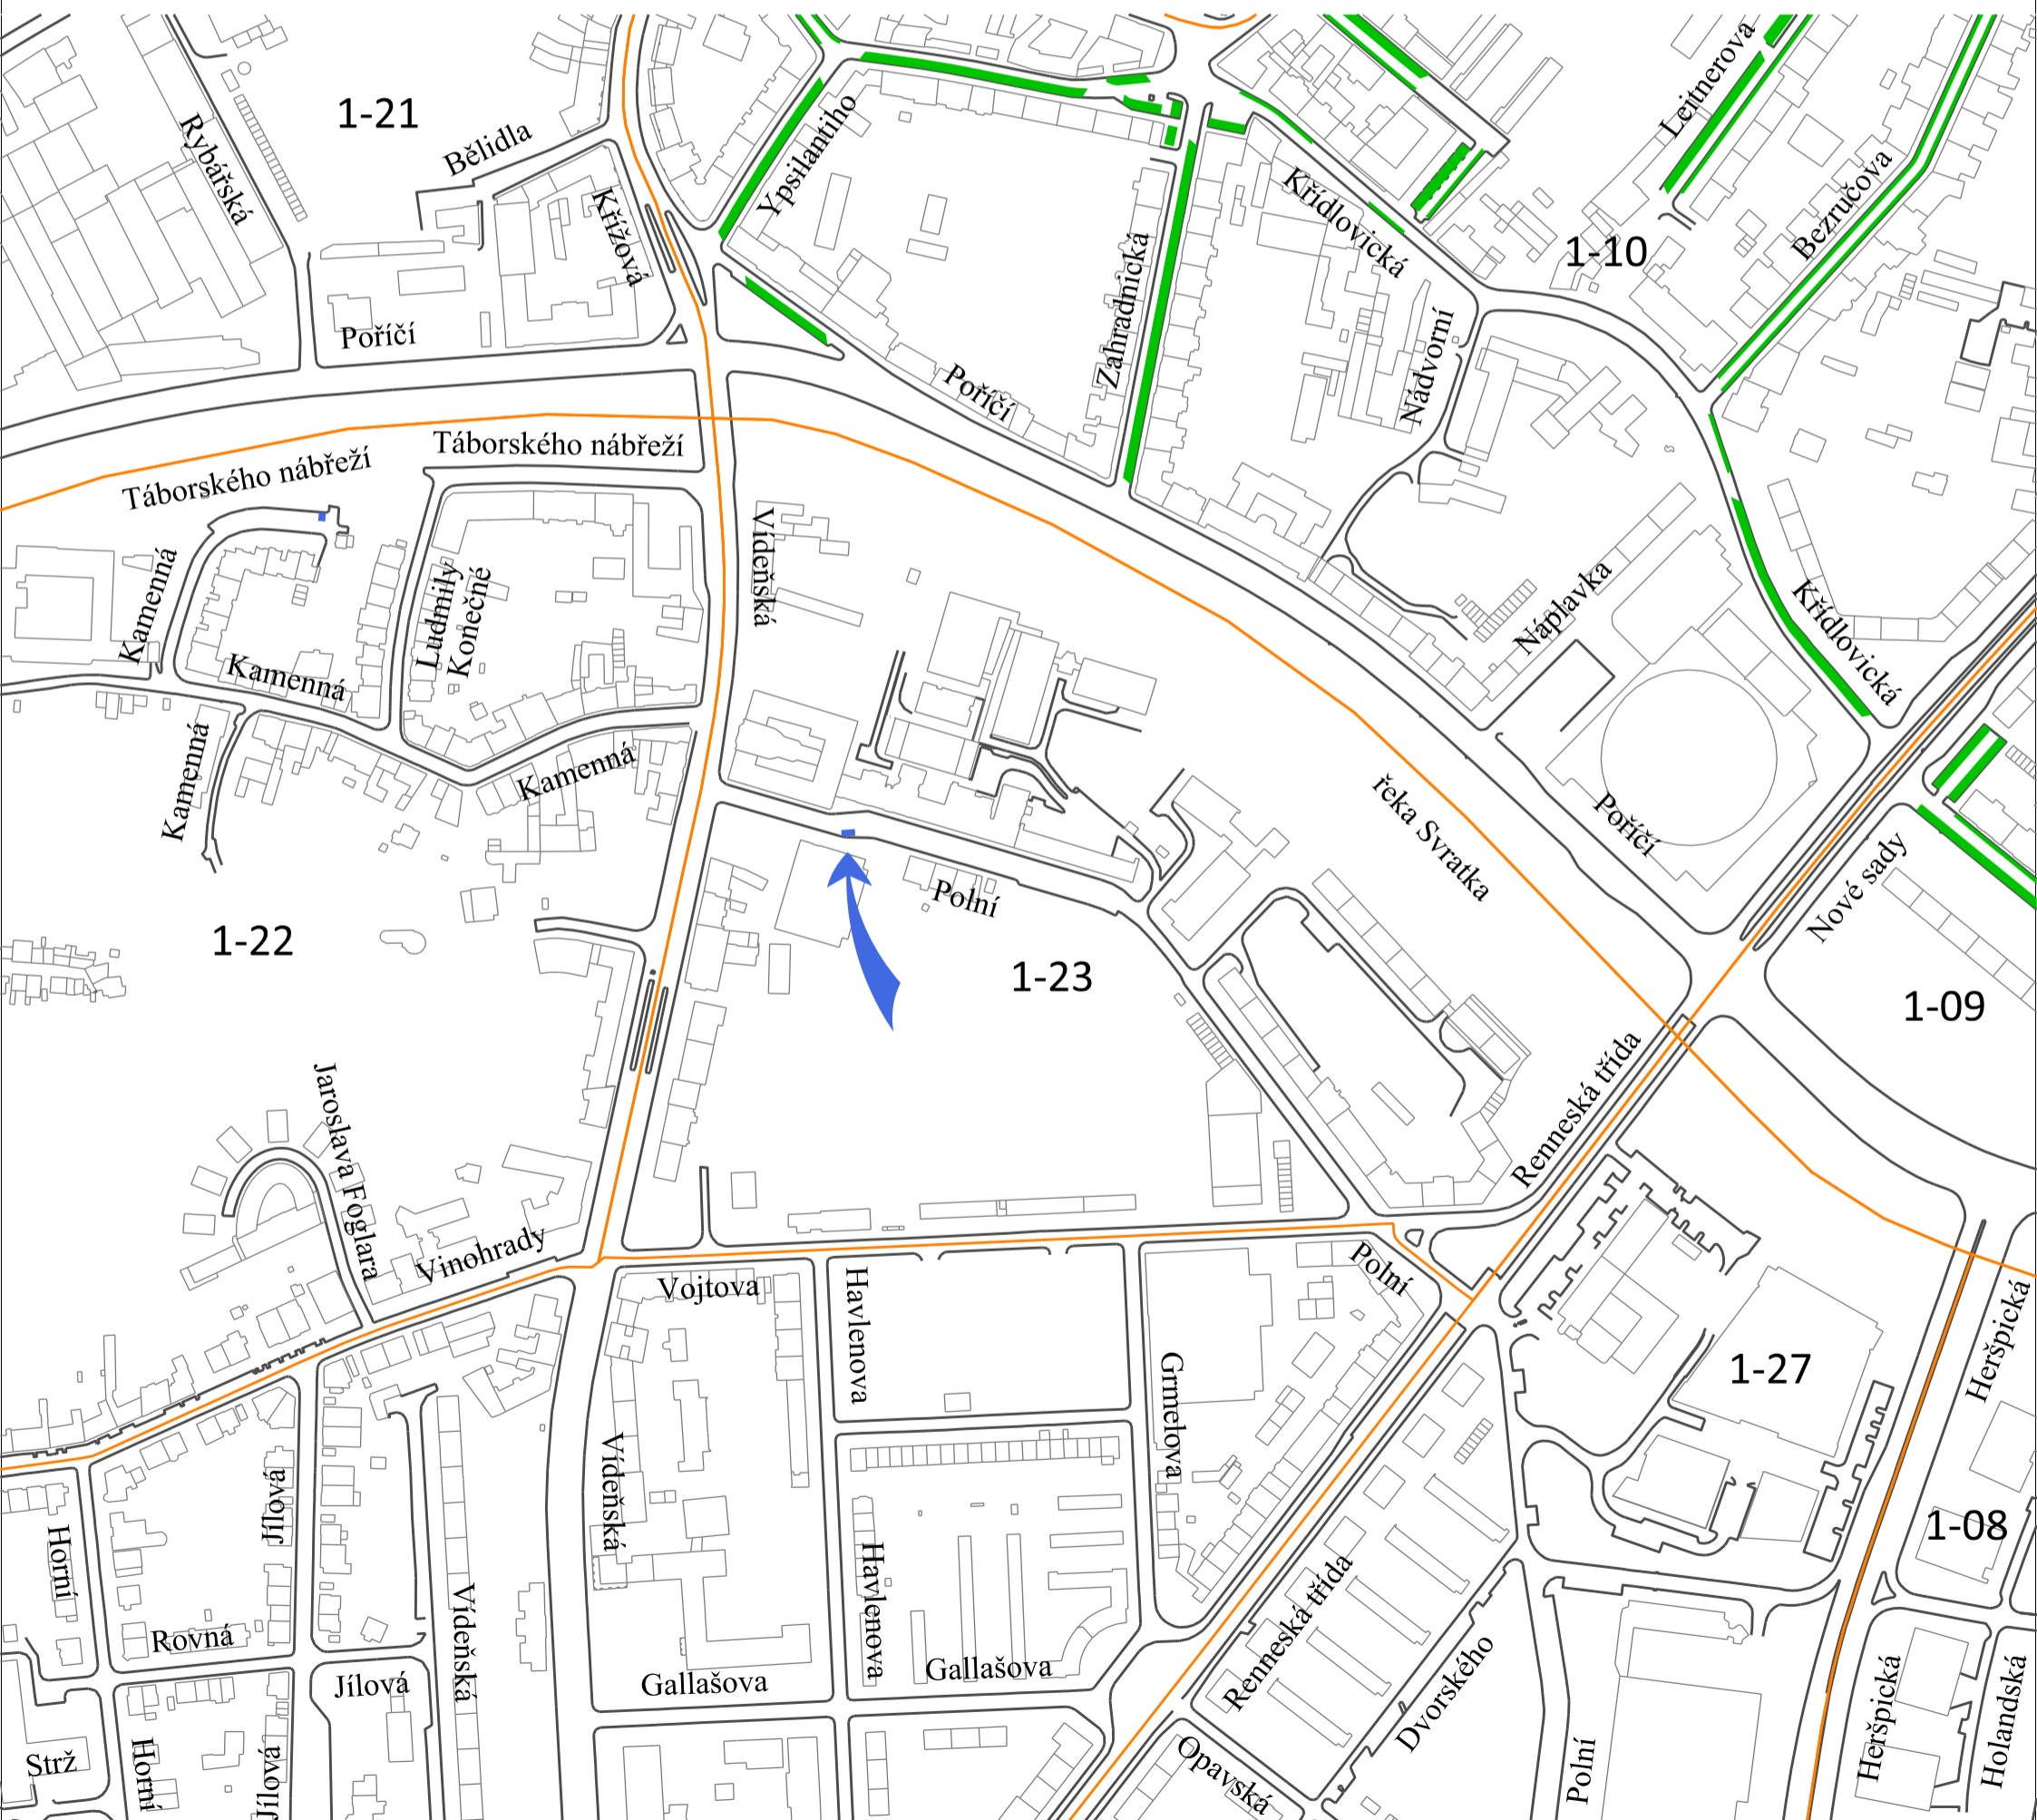 1-21
Rybářská
Bělidla
Křížová
Ypsilantiho
Leitnerova
Bezručova
Křídlovická
1-10
Zahradnická
Nádvorní
Poříčí
Poříčí
Táborského nábřeží
Táborského nábřeží
Vídeňská
Kamenná
Ludmily
Konečné
Kamenná
Náplavka
Křídlovická
Kamenná
Kamenná
řeka Svratka
Poříčí
Nové sady
Polní
1-22
1-23
1-09
Jaroslava Foglara
Renneská třída
Vinohrady
Vojtova
Havlenova
Polní
Grmelova
Heršpická
1-27
Vídeňská
Jílová
1-08
Horní
Havlenova
Vídeňská
Renneská třída
Rovná
Jílová
Gallašova
Gallašova
Dvorského
Heršpická
Holandská
Strž
Horní
Jílová
Opavská
Polní